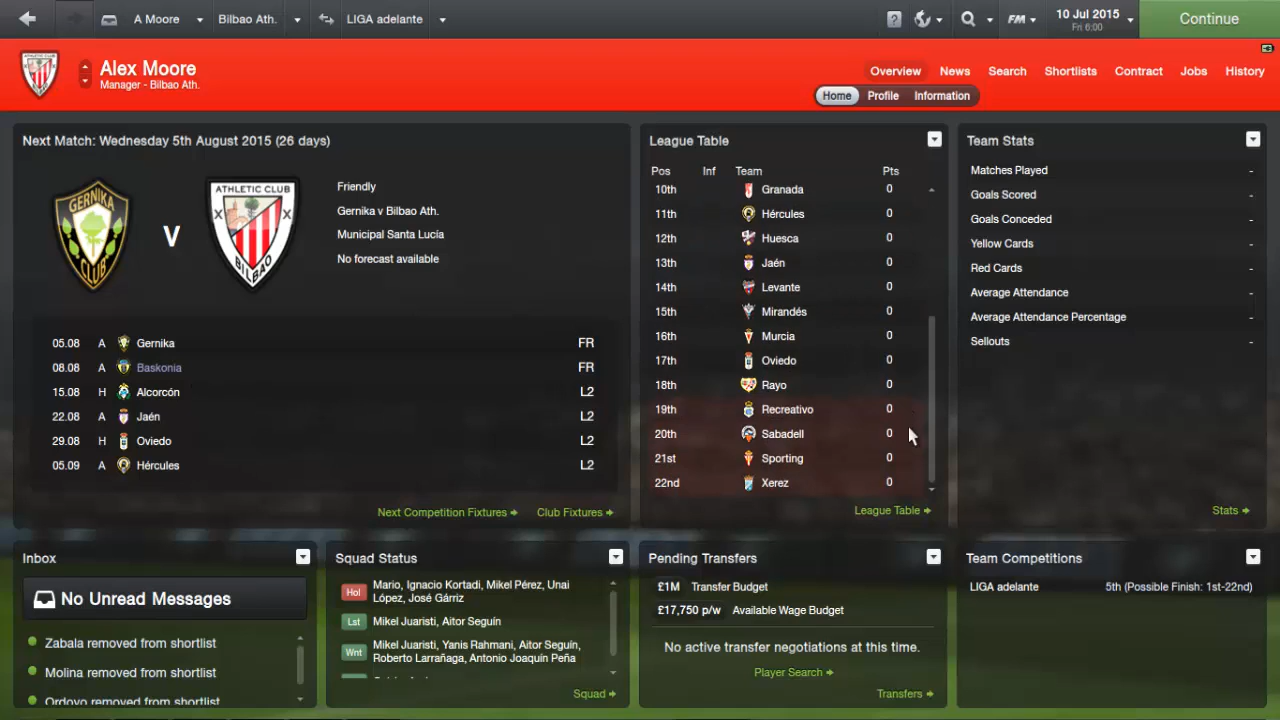 A Moore
Bilbao Ath.
LIGA adelante
?
FM
10 Jul 2015
Fri 6:00
Continue
Alex Moore
Manager - Bilbao Ath.
Overview News Search Shortlists Contract Jobs History
Home Profile Information
Next Match: Wednesday 5th August 2015 (26 days)
GERNIKA CLUB
V
ATHLETIC CLUB BILBAO
Friendly
Gernika v Bilbao Ath.
Municipal Santa Lucía
No forecast available
05.08 A Gernika FR
08.08 A Baskonia FR
15.08 H Alcorcón L2
22.08 A Jaén L2
29.08 H Oviedo L2
05.09 A Hércules L2
Next Competition Fixtures
Club Fixtures
League Table
Pos Inf Team Pts
10th Granada 0
11th Hércules 0
12th Huesca 0
13th Jaén 0
14th Levante 0
15th Mirandés 0
16th Murcia 0
17th Oviedo 0
18th Rayo 0
19th Recreativo 0
20th Sabadell 0
21st Sporting 0
22nd Xerez 0
League Table
Team Stats
Matches Played -
Goals Scored -
Goals Conceded -
Yellow Cards -
Red Cards -
Average Attendance -
Average Attendance Percentage -
Sellouts -
Stats
Inbox
No Unread Messages
Zabala removed from shortlist
Molina removed from shortlist
Ordoyo removed from shortlist
Squad Status
Hol Mario, Ignacio Kortadi, Mikel Pérez, Unai
López, José Gárriz
Lst Mikel Juaristi, Aitor Seguín
Wnt Mikel Juaristi, Yanis Rahmani, Aitor Seguín,
Roberto Larrañaga, Antonio Joaquín Peña
Squad
Pending Transfers
£1M Transfer Budget
£17,750 p/w Available Wage Budget
No active transfer negotiations at this time.
Player Search
Transfers
Team Competitions
LIGA adelante 5th (Possible Finish: 1st-22nd)